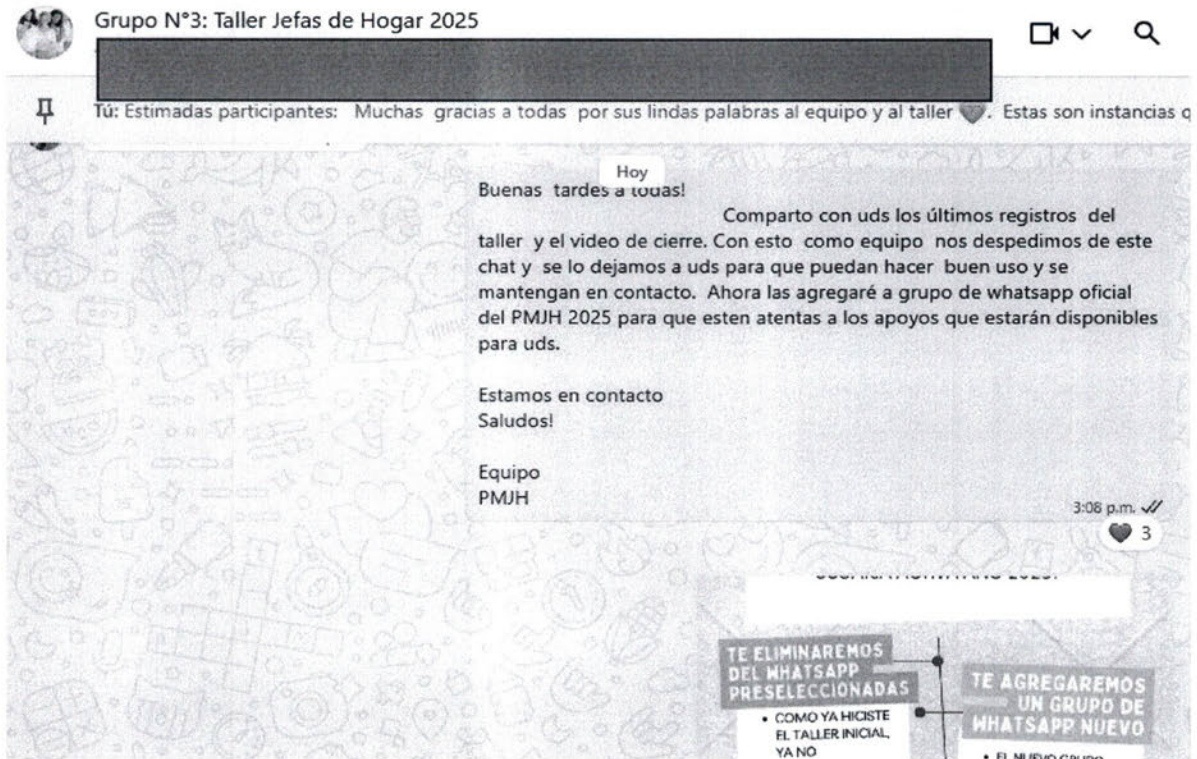 Grupo N°3: Taller Jefas de Hogar 2025
Tú: Estimadas participantes: Muchas gracias a todas por sus lindas palabras al equipo y al taller 🖤. Estas son instancias q
Hoy
Buenas tardes a todas!
Comparto con uds los últimos registros del
taller y el video de cierre. Con esto como equipo nos despedimos de este
chat y se lo dejamos a uds para que puedan hacer buen uso y se
mantengan en contacto. Ahora las agregaré a grupo de whatsapp oficial
del PMJH 2025 para que esten atentas a los apoyos que estarán disponibles
para uds.
Estamos en contacto
Saludos!
Equipo
PMJH
3:08 p.m.
🖤 3
TE ELIMINAREMOS
DEL WHATSAPP
PRESELECCIONADAS
• COMO YA HICISTE
EL TALLER INICIAL,
YA NO
TE AGREGAREMOS
UN GRUPO DE
WHATSAPP NUEVO
• EL NUEVO GRUPO